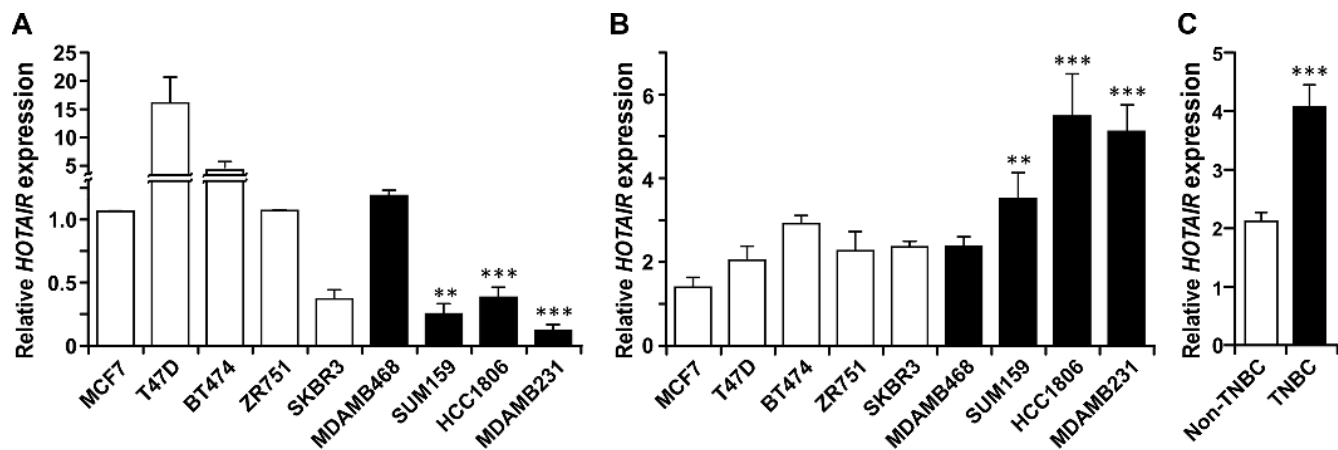 A
Relative HOTAIR expression
25
20
15
10
5
1.0
0.5
0
**
***
***
MCF7
T47D
BT474
ZR751
SKBR3
MDAMB468
SUM159
HCC1806
MDAMB231
B
Relative HOTAIR expression
6
4
2
0
**
***
***
MCF7
T47D
BT474
ZR751
SKBR3
MDAMB468
SUM159
HCC1806
MDAMB231
C
Relative HOTAIR expression
5
4
3
2
1
0
***
Non-TNBC
TNBC